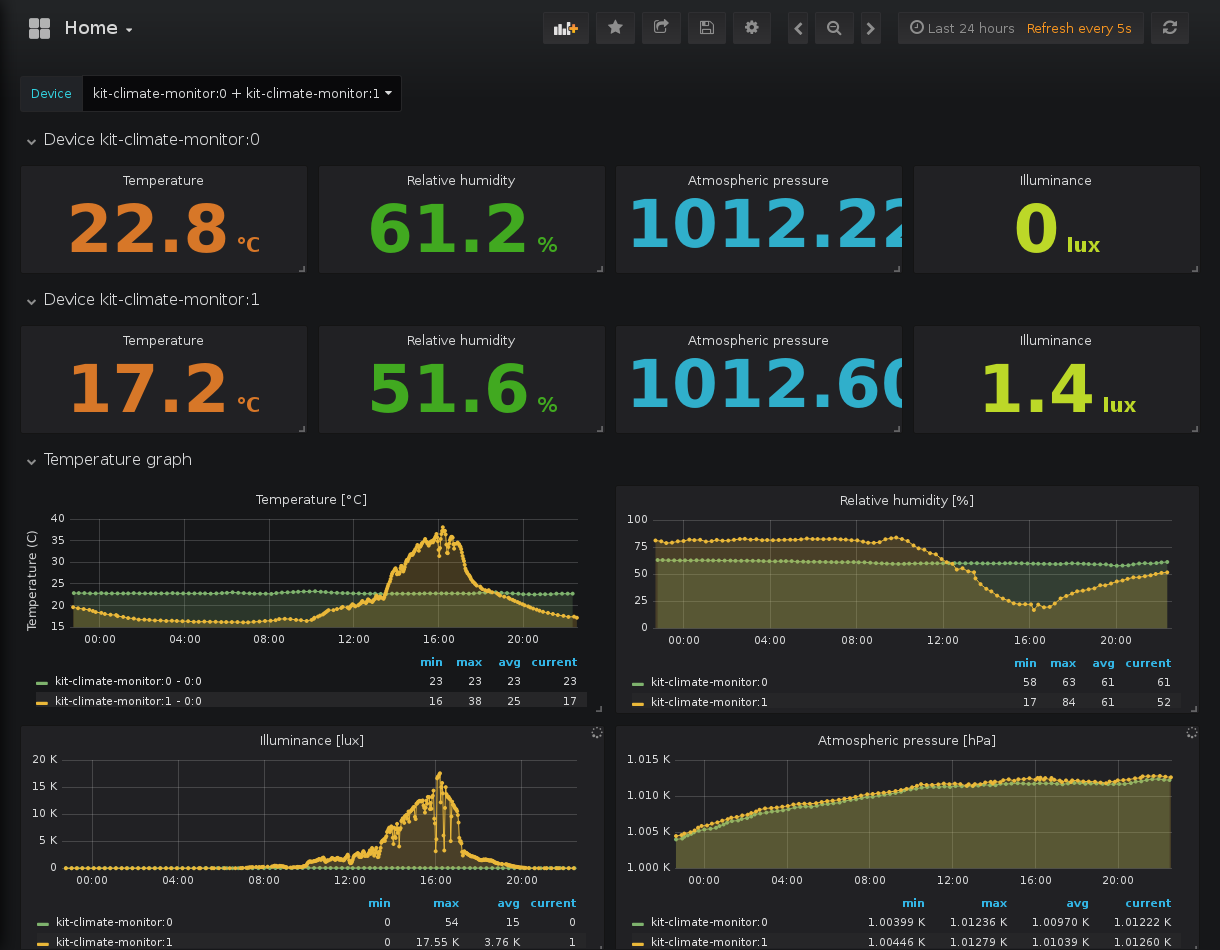 Home
Last 24 hours Refresh every 5s
Device kit-climate-monitor:0 + kit-climate-monitor:1
Device kit-climate-monitor:0
Temperature Relative humidity Atmospheric pressure Illuminance
22.8 °C 61.2 % 1012.22 0 lux
Device kit-climate-monitor:1
Temperature Relative humidity Atmospheric pressure Illuminance
17.2 °C 51.6 % 1012.60 1.4 lux
Temperature graph
Temperature [°C]
Temperature (C)
40
35
30
25
20
15
00:00 04:00 08:00 12:00 16:00 20:00
min max avg current
kit-climate-monitor:0 - 0:0 23 23 23 23
kit-climate-monitor:1 - 0:0 16 38 25 17
Relative humidity [%]
100
75
50
25
0
00:00 04:00 08:00 12:00 16:00 20:00
min max avg current
kit-climate-monitor:0 58 63 61 61
kit-climate-monitor:1 17 84 61 52
Illuminance [lux]
20 K
15 K
10 K
5 K
0
00:00 04:00 08:00 12:00 16:00 20:00
min max avg current
kit-climate-monitor:0 0 54 15 0
kit-climate-monitor:1 0 17.55 K 3.76 K 1
Atmospheric pressure [hPa]
1.015 K
1.010 K
1.005 K
1.000 K
00:00 04:00 08:00 12:00 16:00 20:00
min max avg current
kit-climate-monitor:0 1.00399 K 1.01236 K 1.00970 K 1.01222 K
kit-climate-monitor:1 1.00446 K 1.01279 K 1.01039 K 1.01260 K